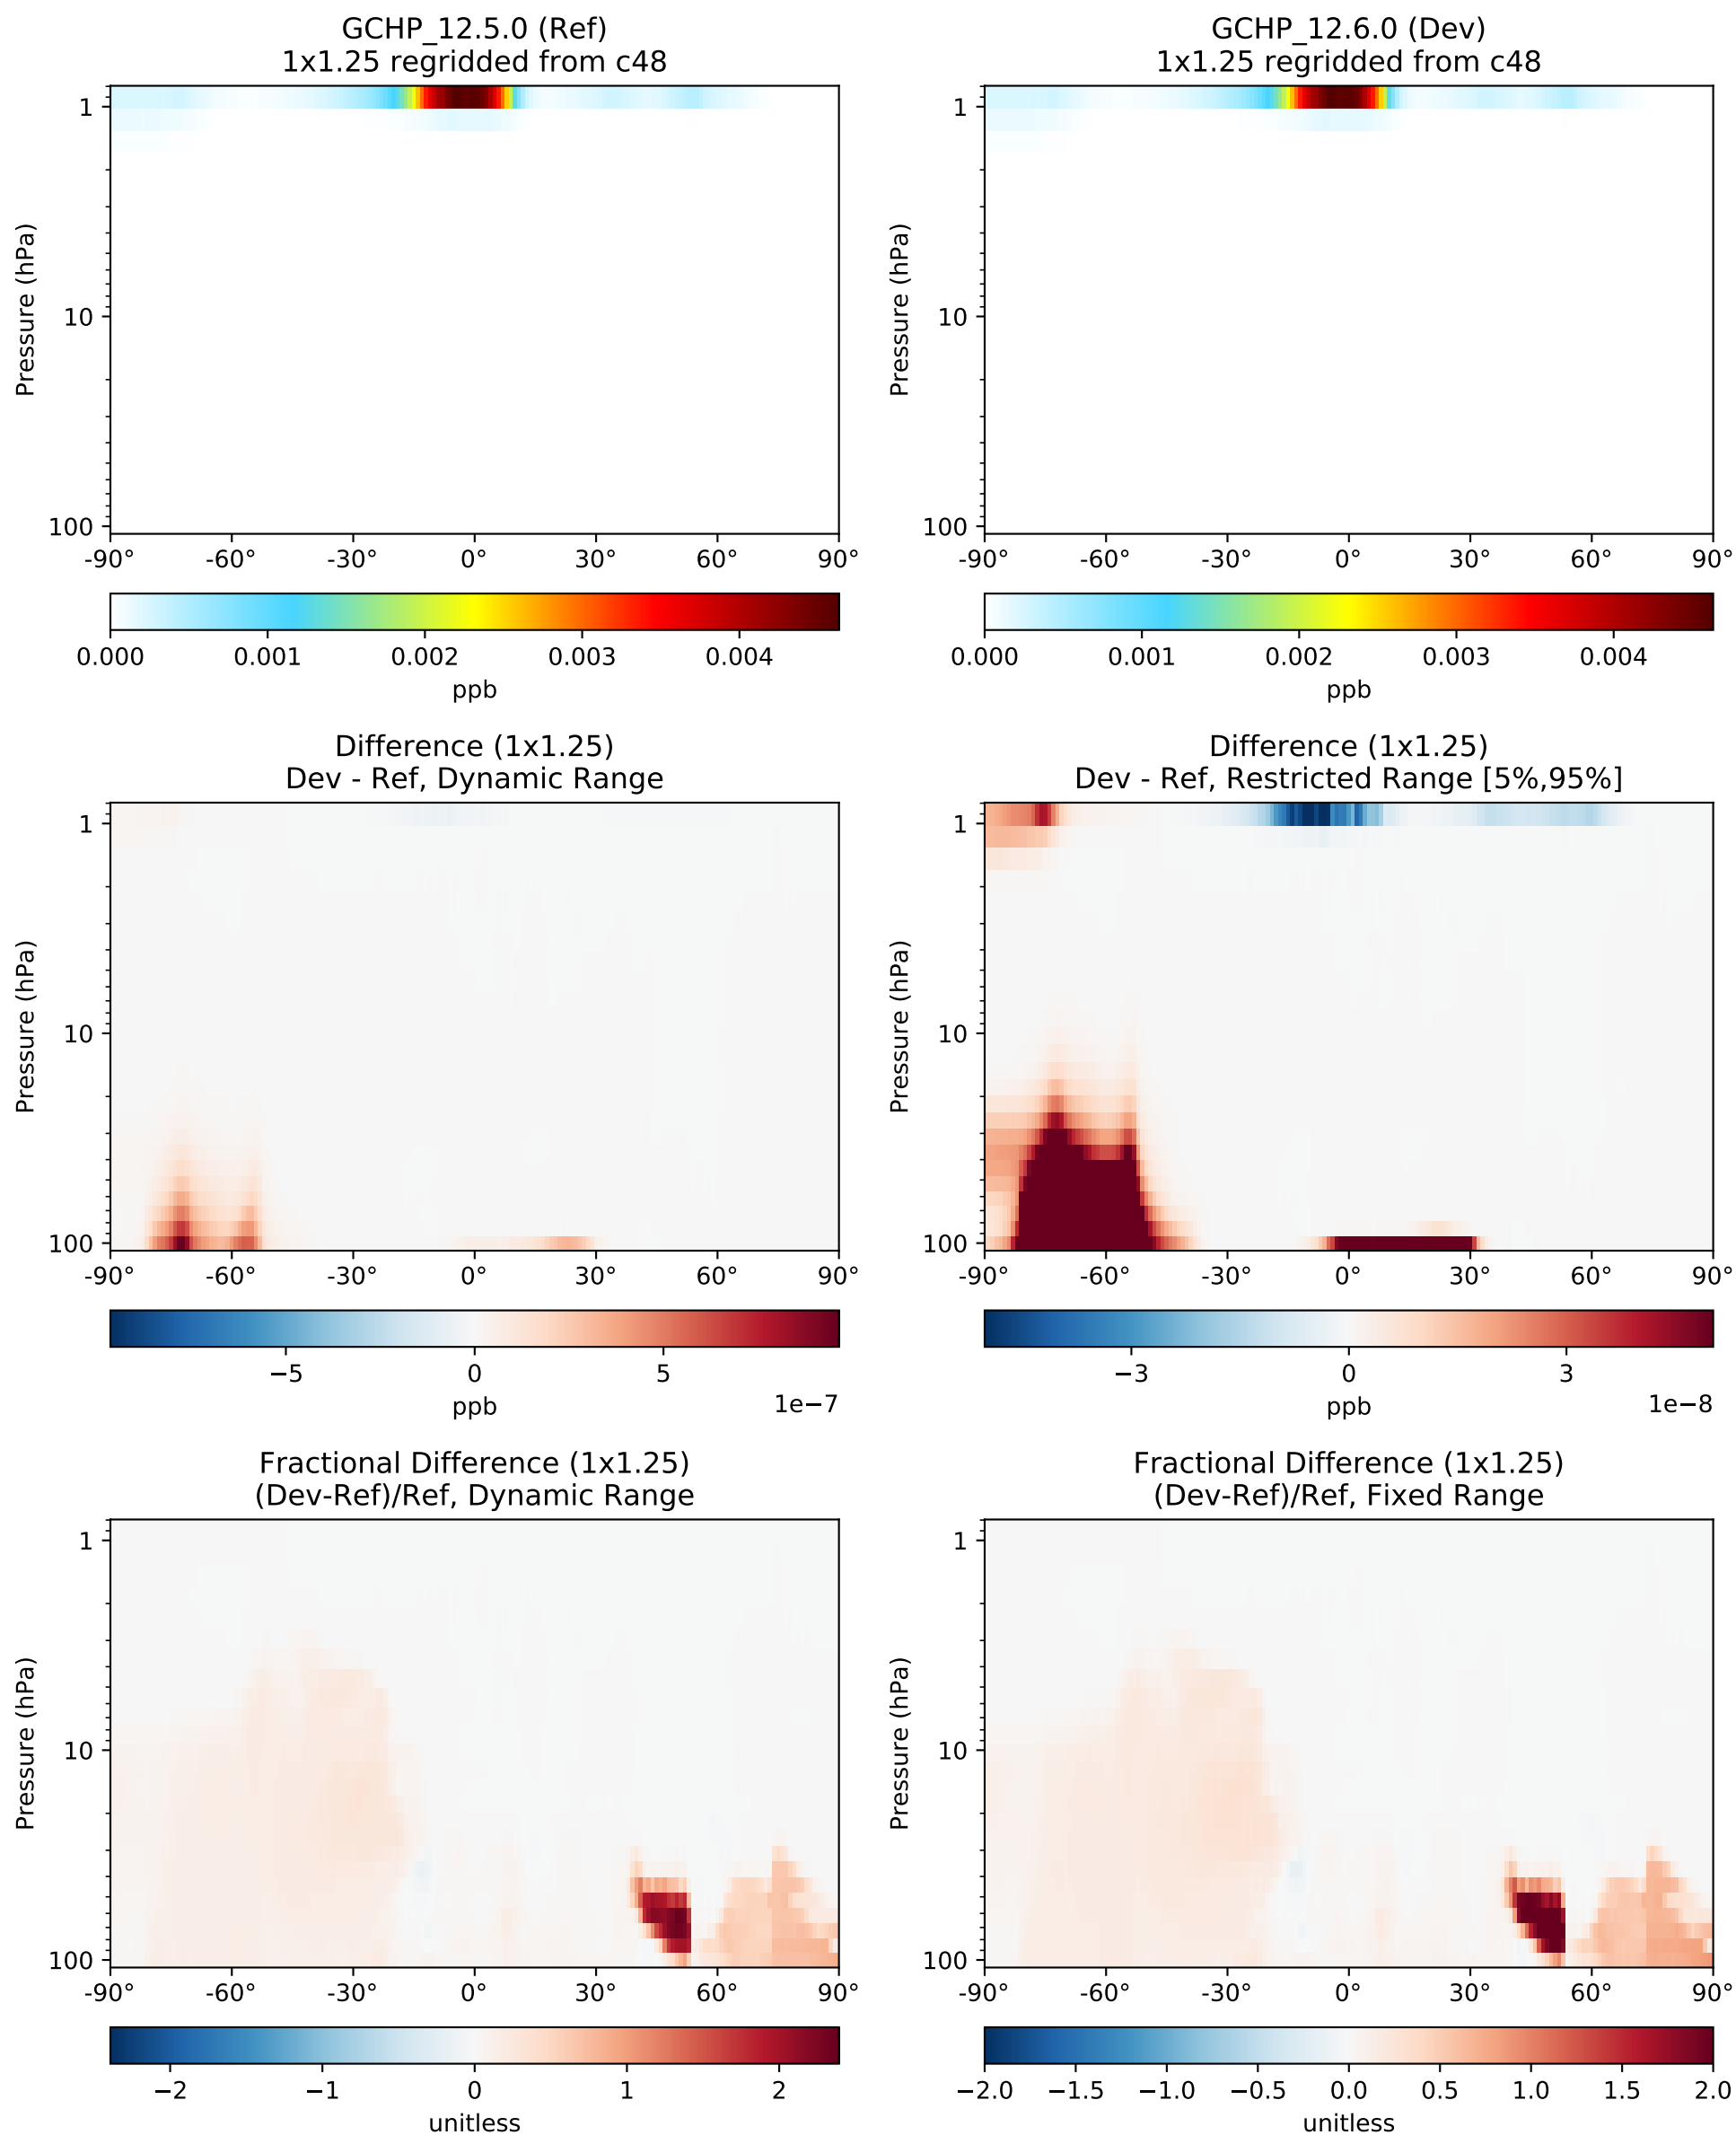 GCHP_12.5.0 (Ref)
1x1.25 regridded from c48
1
10
100
Pressure (hPa)
-90° -60° -30° 0° 30° 60° 90°
0.000 0.001 0.002 0.003 0.004
ppb
GCHP_12.6.0 (Dev)
1x1.25 regridded from c48
1
10
100
Pressure (hPa)
-90° -60° -30° 0° 30° 60° 90°
0.000 0.001 0.002 0.003 0.004
ppb
Difference (1x1.25)
Dev - Ref, Dynamic Range
1
10
100
Pressure (hPa)
-90° -60° -30° 0° 30° 60° 90°
−5 0 5
ppb
1e−7
Difference (1x1.25)
Dev - Ref, Restricted Range [5%,95%]
1
10
100
Pressure (hPa)
-90° -60° -30° 0° 30° 60° 90°
−3 0 3
ppb
1e−8
Fractional Difference (1x1.25)
(Dev-Ref)/Ref, Dynamic Range
1
10
100
Pressure (hPa)
-90° -60° -30° 0° 30° 60° 90°
−2 −1 0 1 2
unitless
Fractional Difference (1x1.25)
(Dev-Ref)/Ref, Fixed Range
1
10
100
Pressure (hPa)
-90° -60° -30° 0° 30° 60° 90°
−2.0 −1.5 −1.0 −0.5 0.0 0.5 1.0 1.5 2.0
unitless